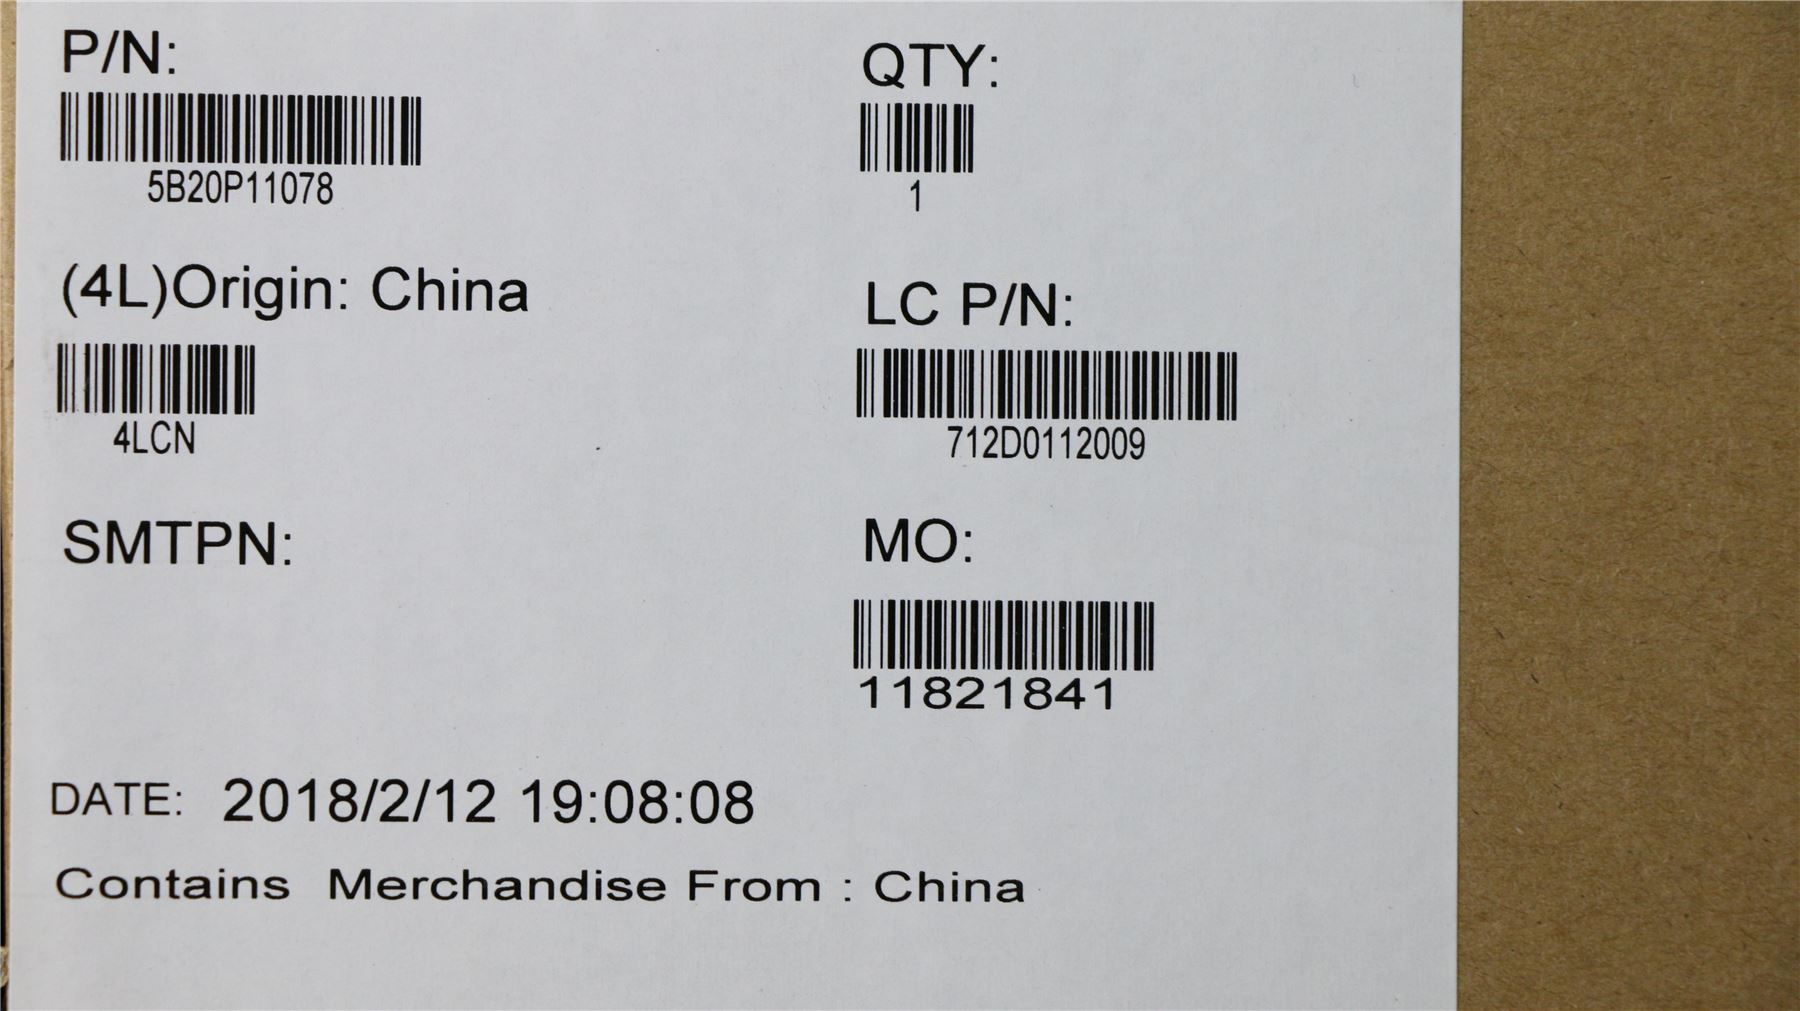 P/N:
5B20P11078
QTY:
1
(4L)Origin: China
4LCN
LC P/N:
712D0112009
SMTPN:
MO:
11821841
DATE: 2018/2/12 19:08:08
Contains Merchandise From : China